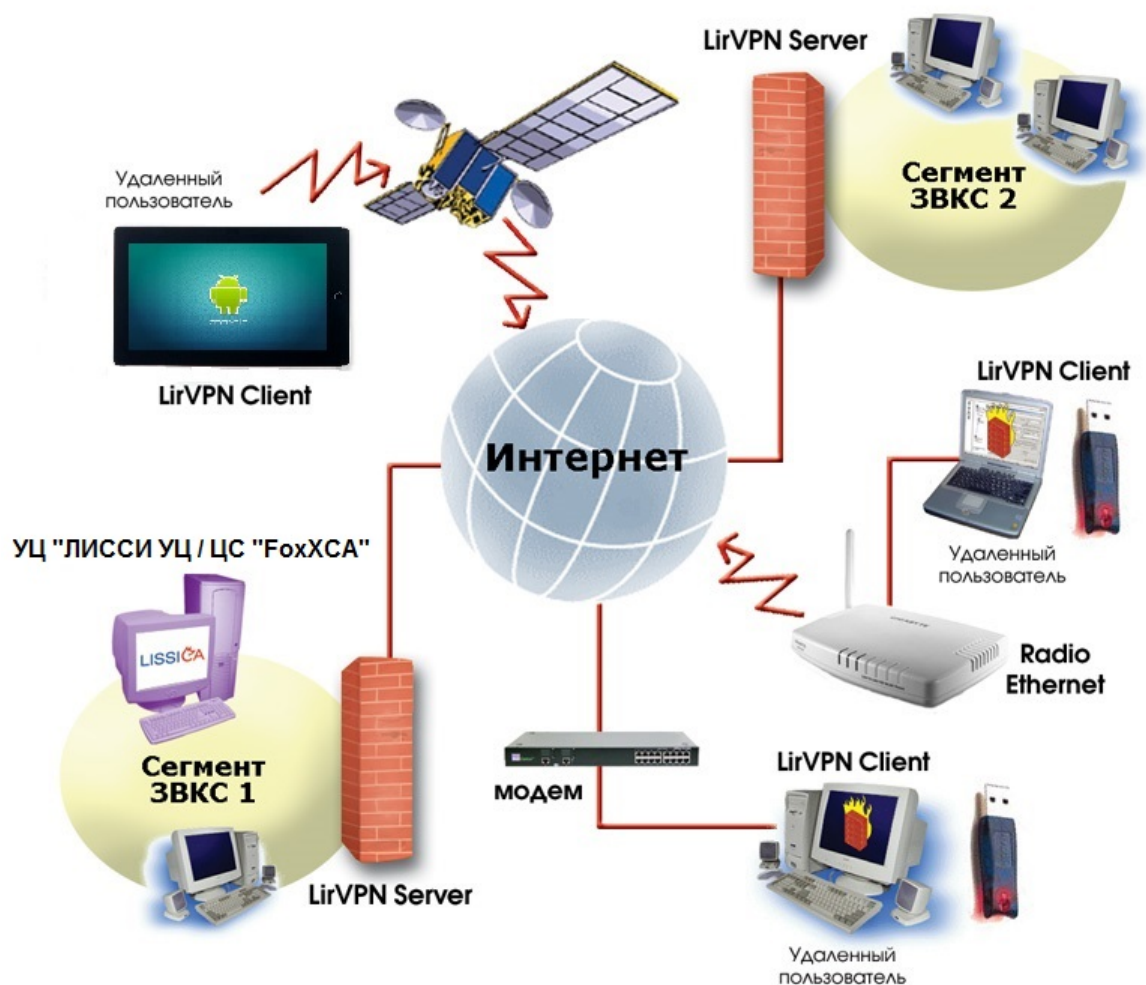 LirVPN Server
Сегмент
ЗВКС 2
Удаленный
пользователь
LirVPN Client
Интернет
LirVPN Client
Удаленный
пользователь
Radio
Ethernet
УЦ "ЛИССИ УЦ / ЦС "FoxXCA"
LISSICA
Сегмент
ЗВКС 1
LirVPN Server
модем
LirVPN Client
Удаленный
пользователь
GIGABYTE